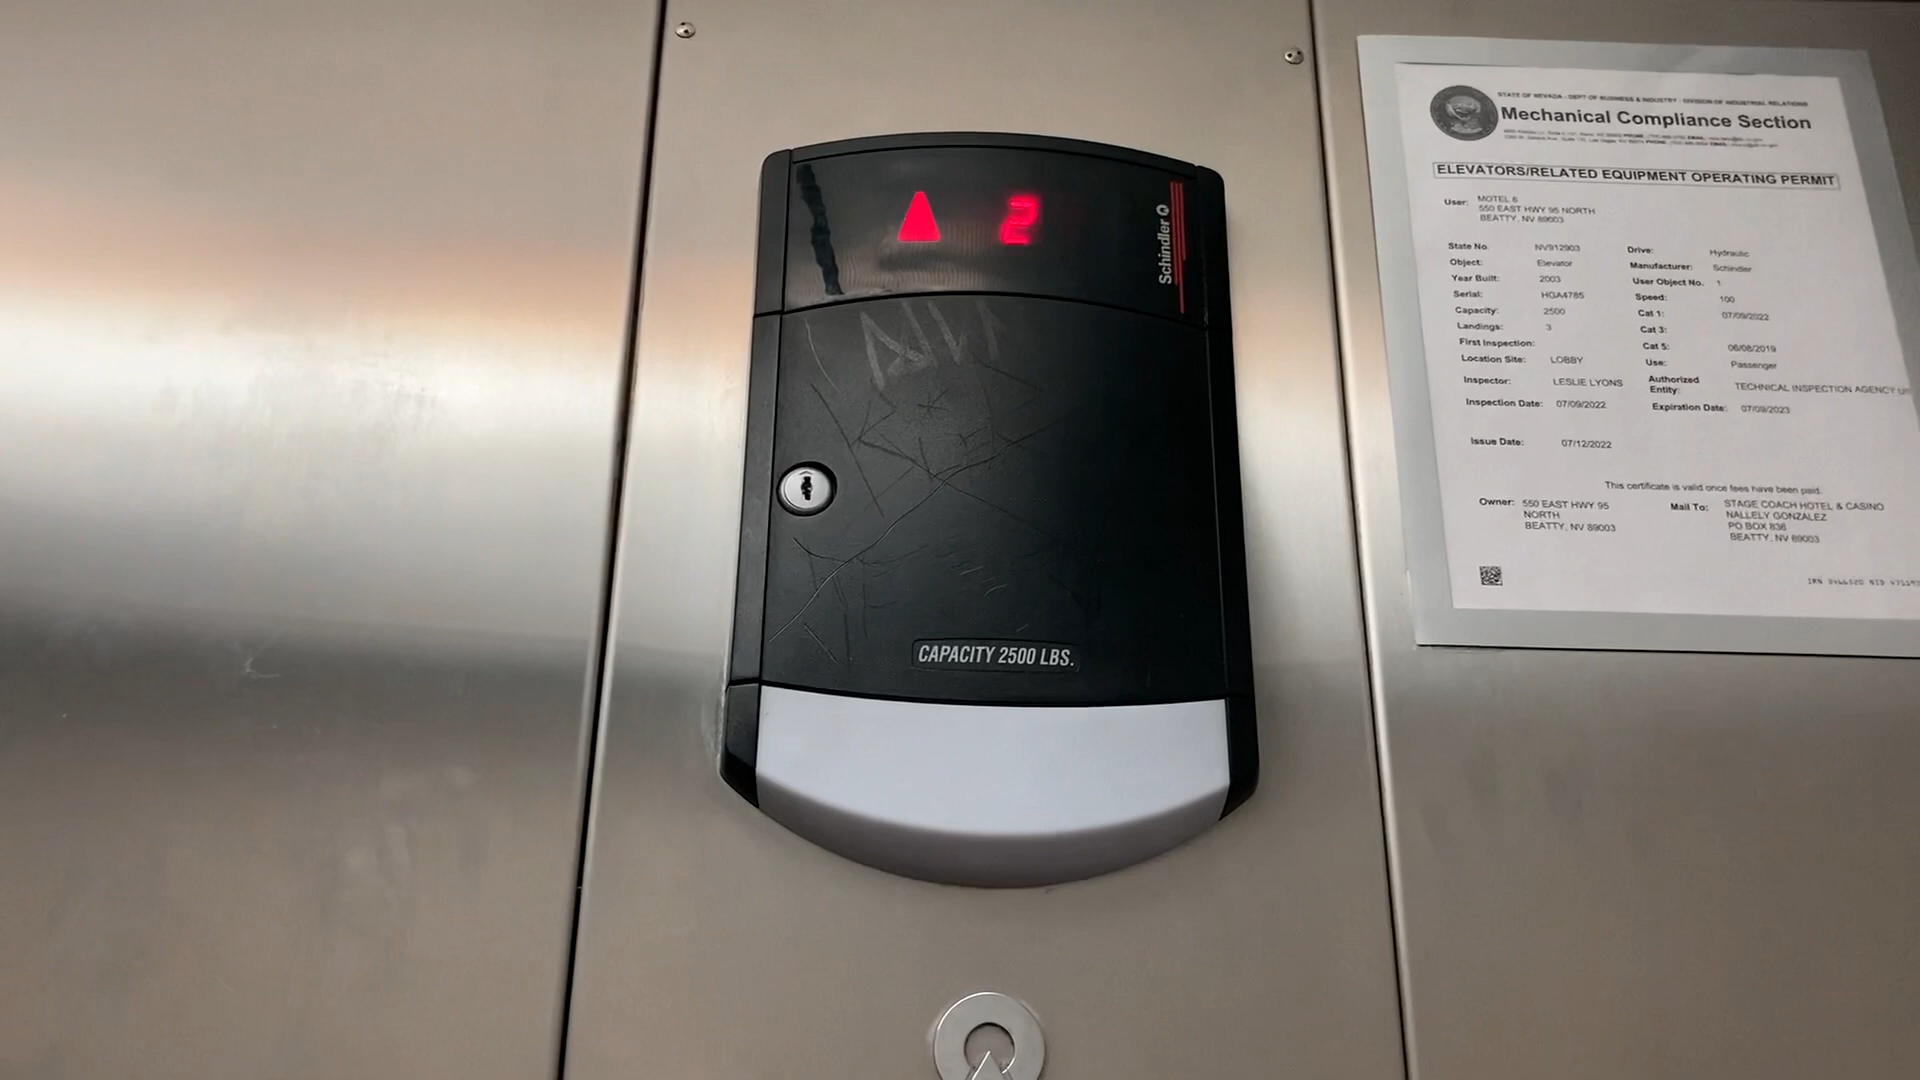 2
Schindler
CAPACITY 2500 LBS.
STATE OF NEVADA - DEPT OF BUSINESS & INDUSTRY - DIVISION OF INDUSTRIAL RELATIONS
Mechanical Compliance Section
ELEVATORS/RELATED EQUIPMENT OPERATING PERMIT
User: MOTEL 6
550 EAST HWY 95 NORTH
BEATTY, NV 89003
State No. NV912903 Drive: Hydraulic
Object: Elevator Manufacturer: Schindler
Year Built: 2003 User Object No. 1
Serial: HGA4785 Speed: 100
Capacity: 2500 Cat 1: 07/09/2022
Landings: 3 Cat 3:
First Inspection: Cat 5: 06/08/2019
Location Site: LOBBY Use: Passenger
Inspector: LESLIE LYONS Authorized Entity: TECHNICAL INSPECTION AGENCY
Inspection Date: 07/09/2022 Expiration Date: 07/09/2023
Issue Date: 07/12/2022
This certificate is valid once fees have been paid.
Owner: 550 EAST HWY 95
NORTH
BEATTY, NV 89003
Mail To: STAGE COACH HOTEL & CASINO
NALLELY GONZALEZ
PO BOX 836
BEATTY, NV 89003